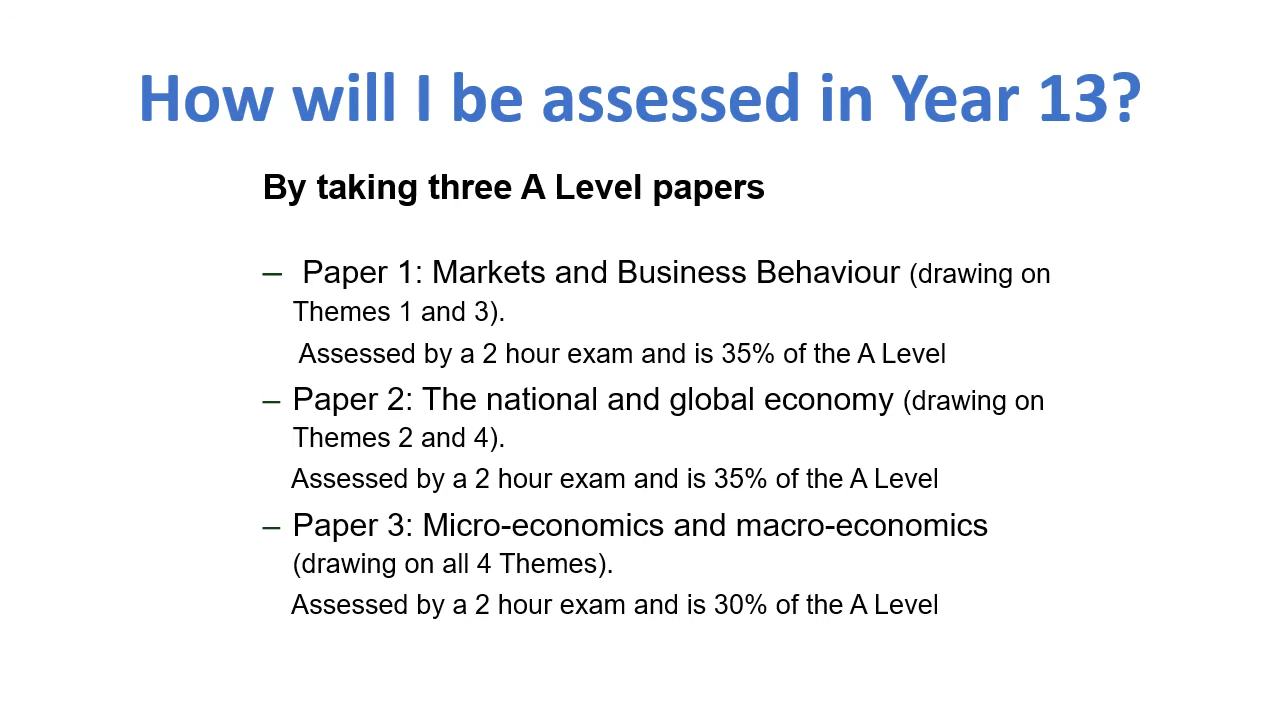 How will I be assessed in Year 13?
By taking three A Level papers
– Paper 1: Markets and Business Behaviour (drawing on
Themes 1 and 3).
Assessed by a 2 hour exam and is 35% of the A Level
– Paper 2: The national and global economy (drawing on
Themes 2 and 4).
Assessed by a 2 hour exam and is 35% of the A Level
– Paper 3: Micro-economics and macro-economics
(drawing on all 4 Themes).
Assessed by a 2 hour exam and is 30% of the A Level